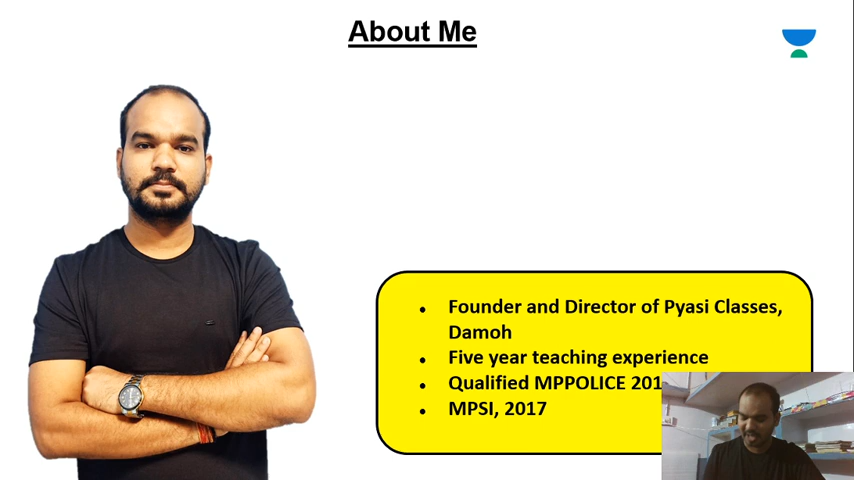 About Me
Founder and Director of Pyasi Classes,
Damoh
Five year teaching experience
Qualified MPPOLICE
MPSI, 2017